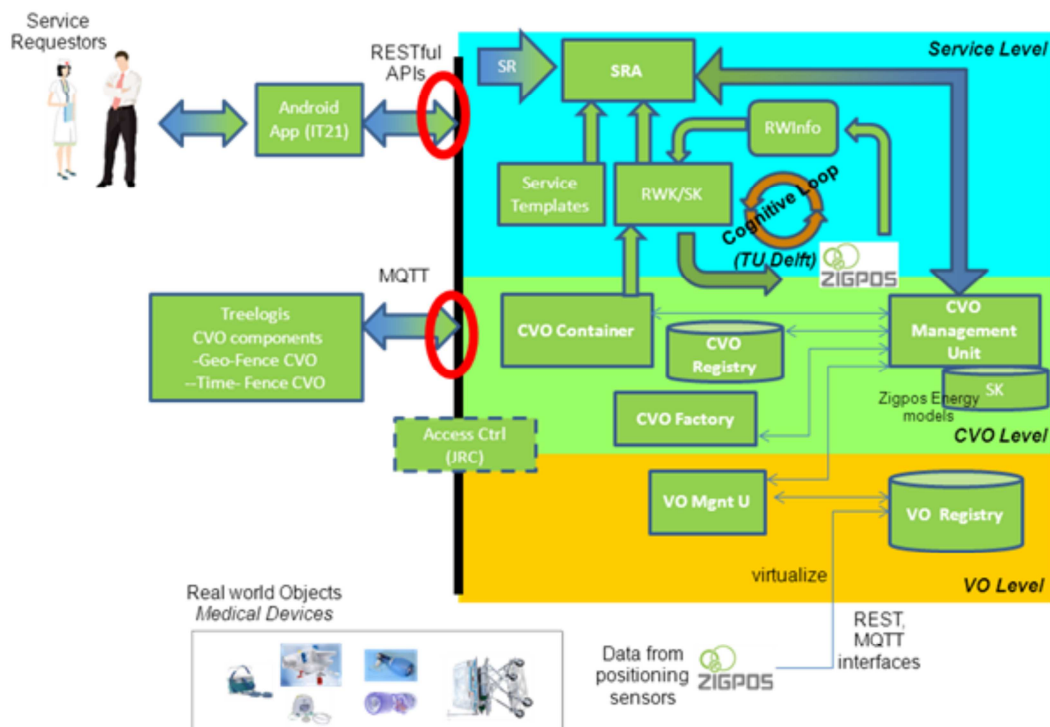 Service
Requestors
RESTful
APIs
Android
App (IT21)
SR
SRA
Service Level
RWInfo
Service
Templates
RWK/SK
Cognitive Loop
(TU Delft)
ZIGPOS
MQTT
Treelogis
CVO components
-Geo-Fence CVO
--Time- Fence CVO
CVO Container
CVO
Registry
CVO
Management
Unit
SK
Zigpos Energy
models
CVO Factory
CVO Level
Access Ctrl
(JRC)
VO Mgnt U
VO Registry
virtualize
VO Level
Real world Objects
Medical Devices
REST,
MQTT
interfaces
Data from
positioning
sensors
ZIGPOS